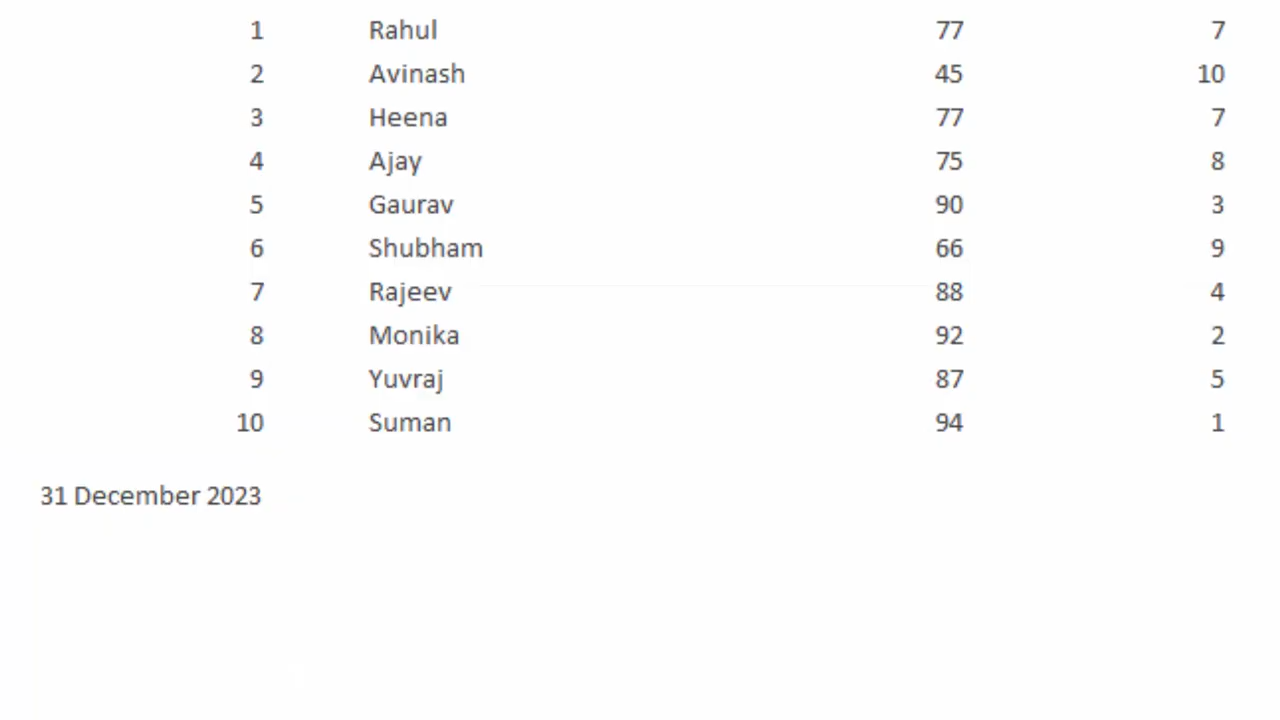 1 Rahul 77 7
2 Avinash 45 10
3 Heena 77 7
4 Ajay 75 8
5 Gaurav 90 3
6 Shubham 66 9
7 Rajeev 88 4
8 Monika 92 2
9 Yuvraj 87 5
10 Suman 94 1
31 December 2023